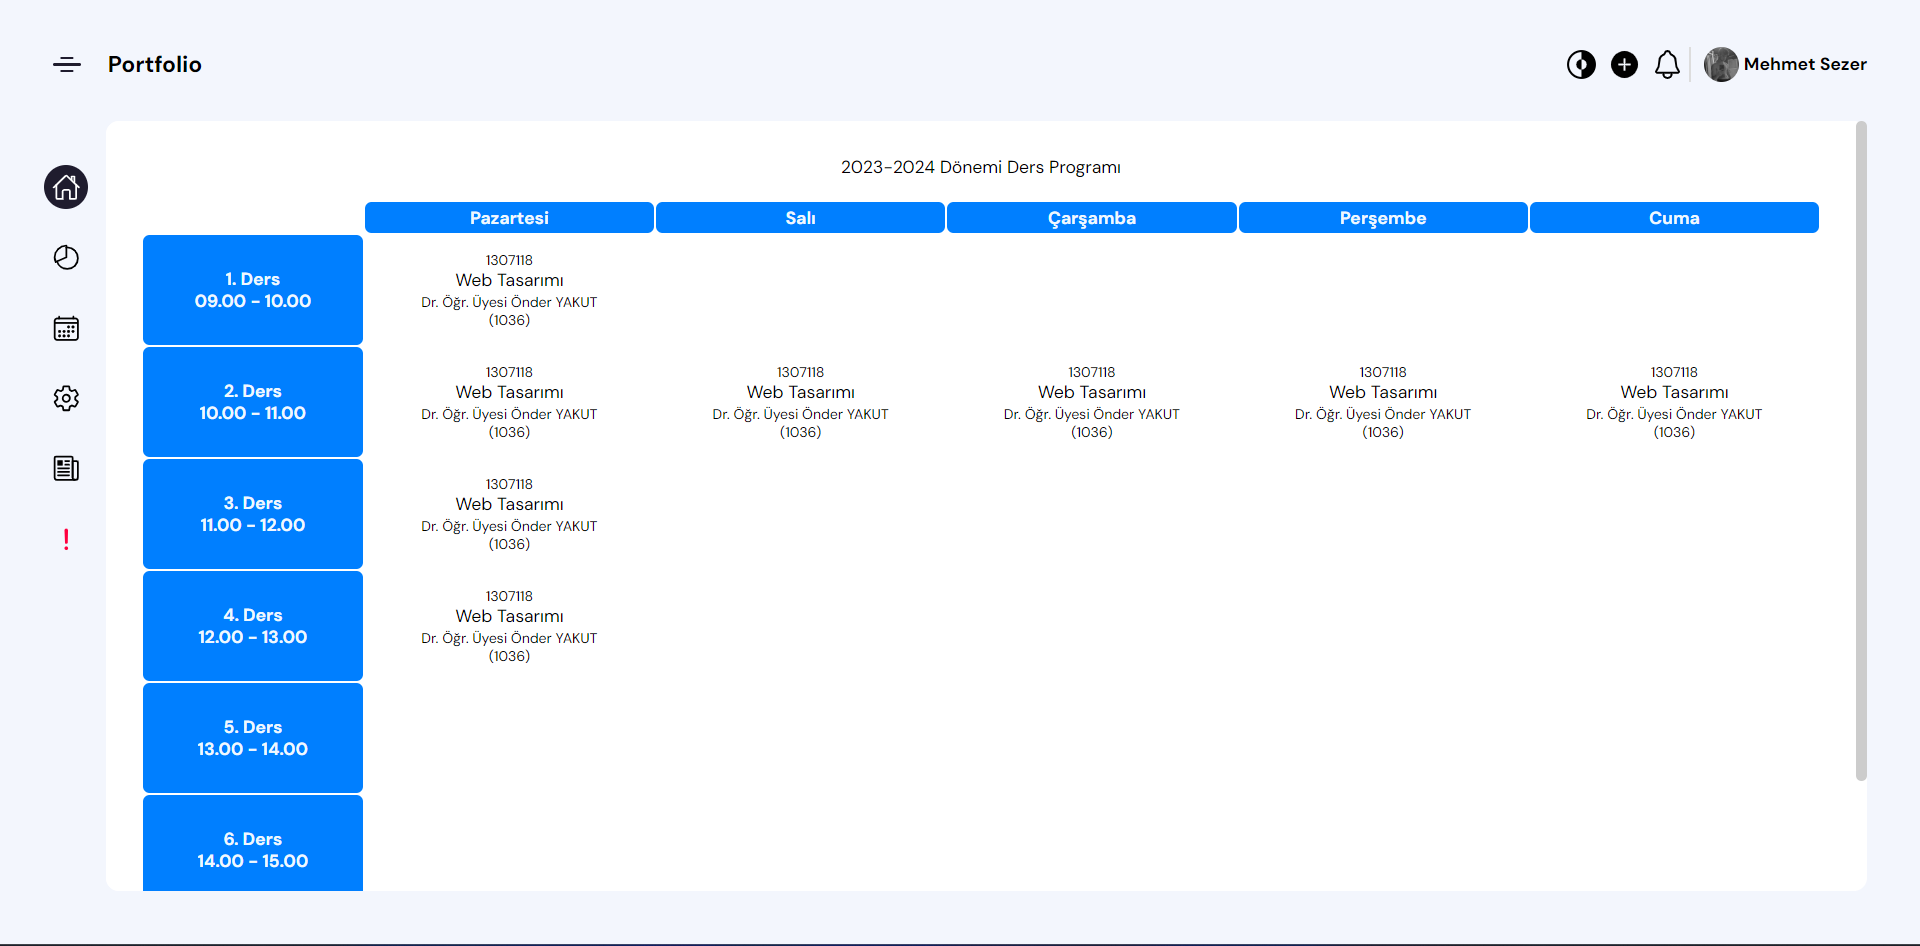 Portfolio
Mehmet Sezer
2023-2024 Dönemi Ders Programı
Pazartesi
Salı
Çarşamba
Perşembe
Cuma
1. Ders
09.00 - 10.00
1307118
Web Tasarımı
Dr. Öğr. Üyesi Önder YAKUT
(1036)
2. Ders
10.00 - 11.00
1307118
Web Tasarımı
Dr. Öğr. Üyesi Önder YAKUT
(1036)
1307118
Web Tasarımı
Dr. Öğr. Üyesi Önder YAKUT
(1036)
1307118
Web Tasarımı
Dr. Öğr. Üyesi Önder YAKUT
(1036)
1307118
Web Tasarımı
Dr. Öğr. Üyesi Önder YAKUT
(1036)
1307118
Web Tasarımı
Dr. Öğr. Üyesi Önder YAKUT
(1036)
3. Ders
11.00 - 12.00
1307118
Web Tasarımı
Dr. Öğr. Üyesi Önder YAKUT
(1036)
4. Ders
12.00 - 13.00
1307118
Web Tasarımı
Dr. Öğr. Üyesi Önder YAKUT
(1036)
5. Ders
13.00 - 14.00
6. Ders
14.00 - 15.00